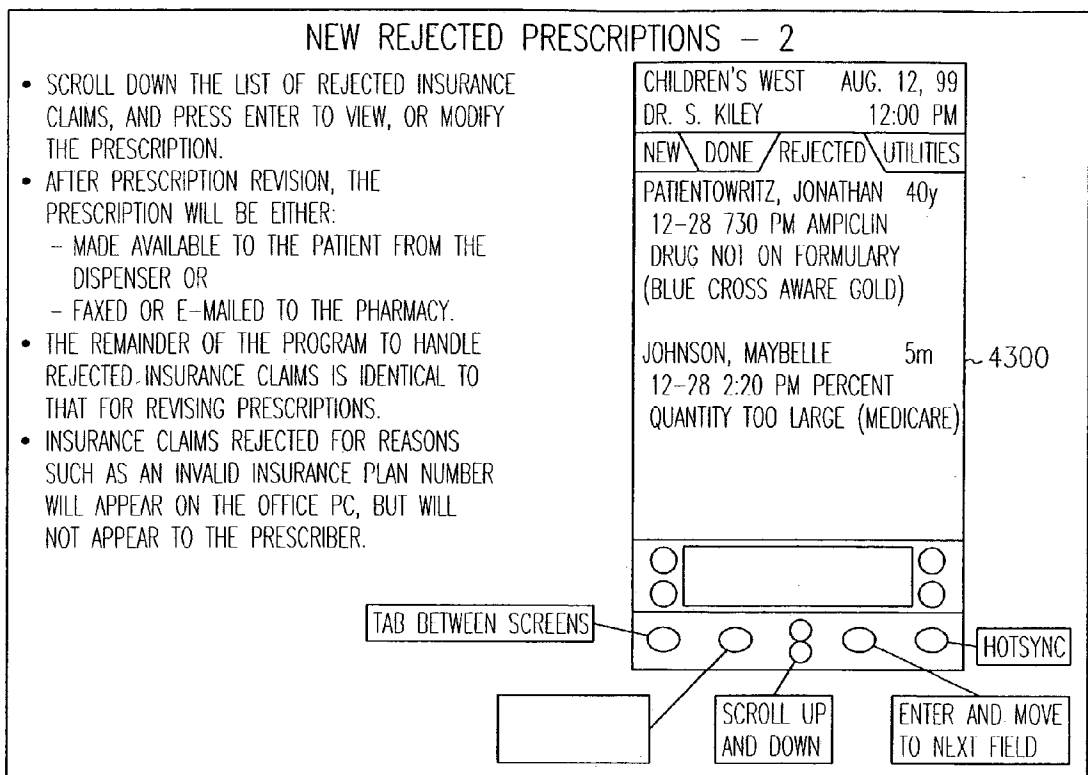 NEW REJECTED PRESCRIPTIONS – 2
• SCROLL DOWN THE LIST OF REJECTED INSURANCE
CLAIMS, AND PRESS ENTER TO VIEW, OR MODIFY
THE PRESCRIPTION.
• AFTER PRESCRIPTION REVISION, THE
PRESCRIPTION WILL BE EITHER:
– MADE AVAILABLE TO THE PATIENT FROM THE
DISPENSER OR
– FAXED OR E-MAILED TO THE PHARMACY.
• THE REMAINDER OF THE PROGRAM TO HANDLE
REJECTED INSURANCE CLAIMS IS IDENTICAL TO
THAT FOR REVISING PRESCRIPTIONS.
• INSURANCE CLAIMS REJECTED FOR REASONS
SUCH AS AN INVALID INSURANCE PLAN NUMBER
WILL APPEAR ON THE OFFICE PC, BUT WILL
NOT APPEAR TO THE PRESCRIBER.
CHILDREN'S WEST AUG. 12, 99
DR. S. KILEY 12:00 PM
NEW DONE REJECTED UTILITIES
PATIENTOWRITZ, JONATHAN 40y
12-28 730 PM AMPICLIN
DRUG NOT ON FORMULARY
(BLUE CROSS AWARE GOLD)
JOHNSON, MAYBELLE 5m
12-28 2:20 PM PERCENT
QUANTITY TOO LARGE (MEDICARE)
4300
TAB BETWEEN SCREENS
HOTSYNC
SCROLL UP
AND DOWN
ENTER AND MOVE
TO NEXT FIELD